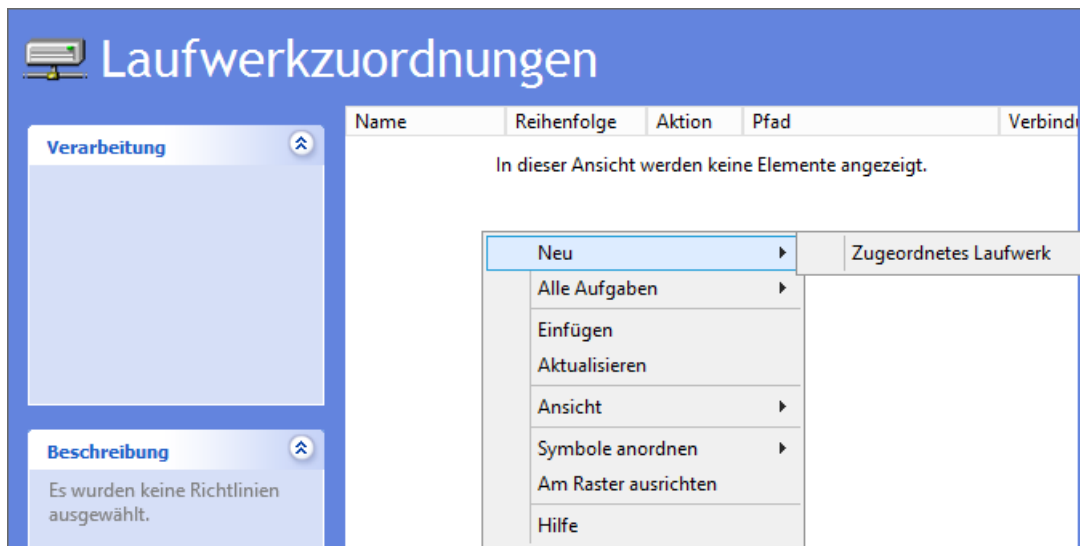 Laufwerkzuordnungen
Verarbeitung
Beschreibung
Es wurden keine Richtlinien
ausgewählt.
Name Reihenfolge Aktion Pfad Verbindu
In dieser Ansicht werden keine Elemente angezeigt.
Neu
Alle Aufgaben
Einfügen
Aktualisieren
Ansicht
Symbole anordnen
Am Raster ausrichten
Hilfe
Zugeordnetes Laufwerk